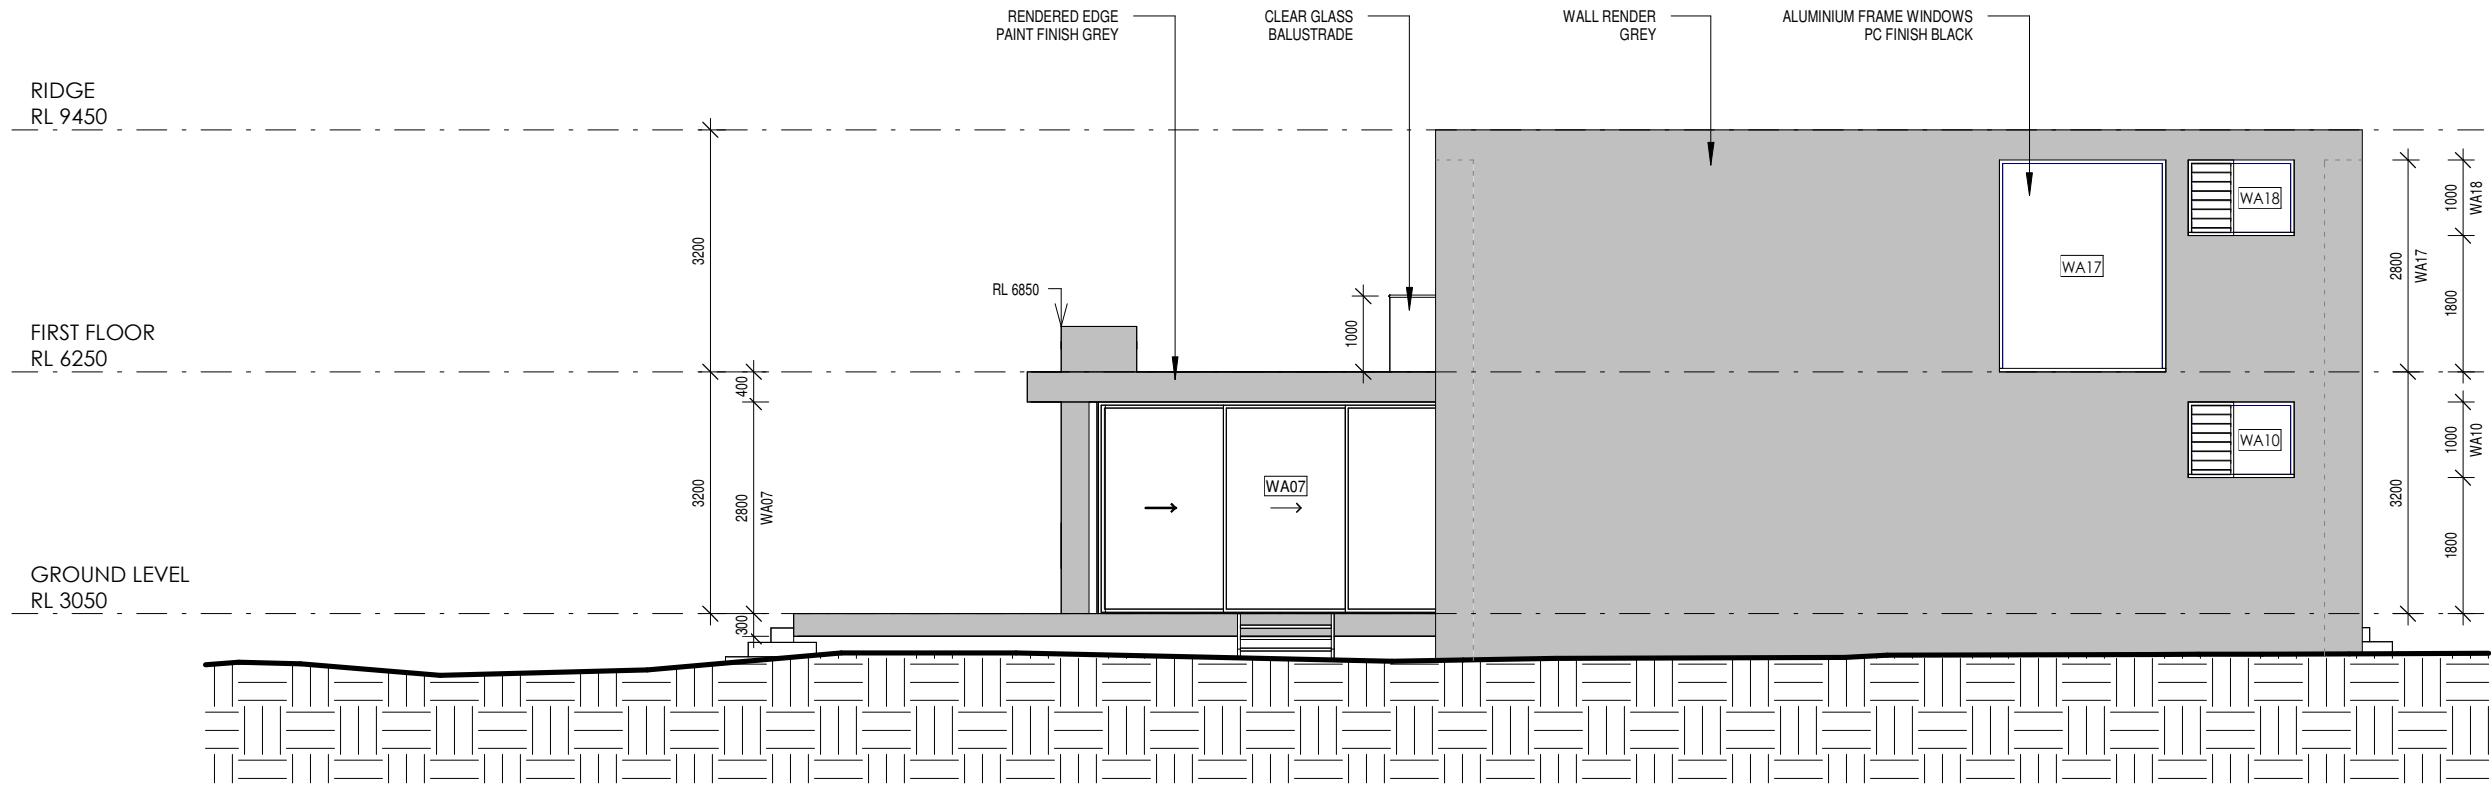 RENDERED EDGE
PAINT FINISH GREY
CLEAR GLASS
BALUSTRADE
WALL RENDER
GREY
ALUMINIUM FRAME WINDOWS
PC FINISH BLACK
RIDGE
RL 9450
3200
RL 6850
1000
FIRST FLOOR
RL 6250
400
3200
2800
WA07
WA07
300
GROUND LEVEL
RL 3050
WA17
WA18
WA10
2800
WA17
3200
1000
WA18
1800
1000
WA10
1800